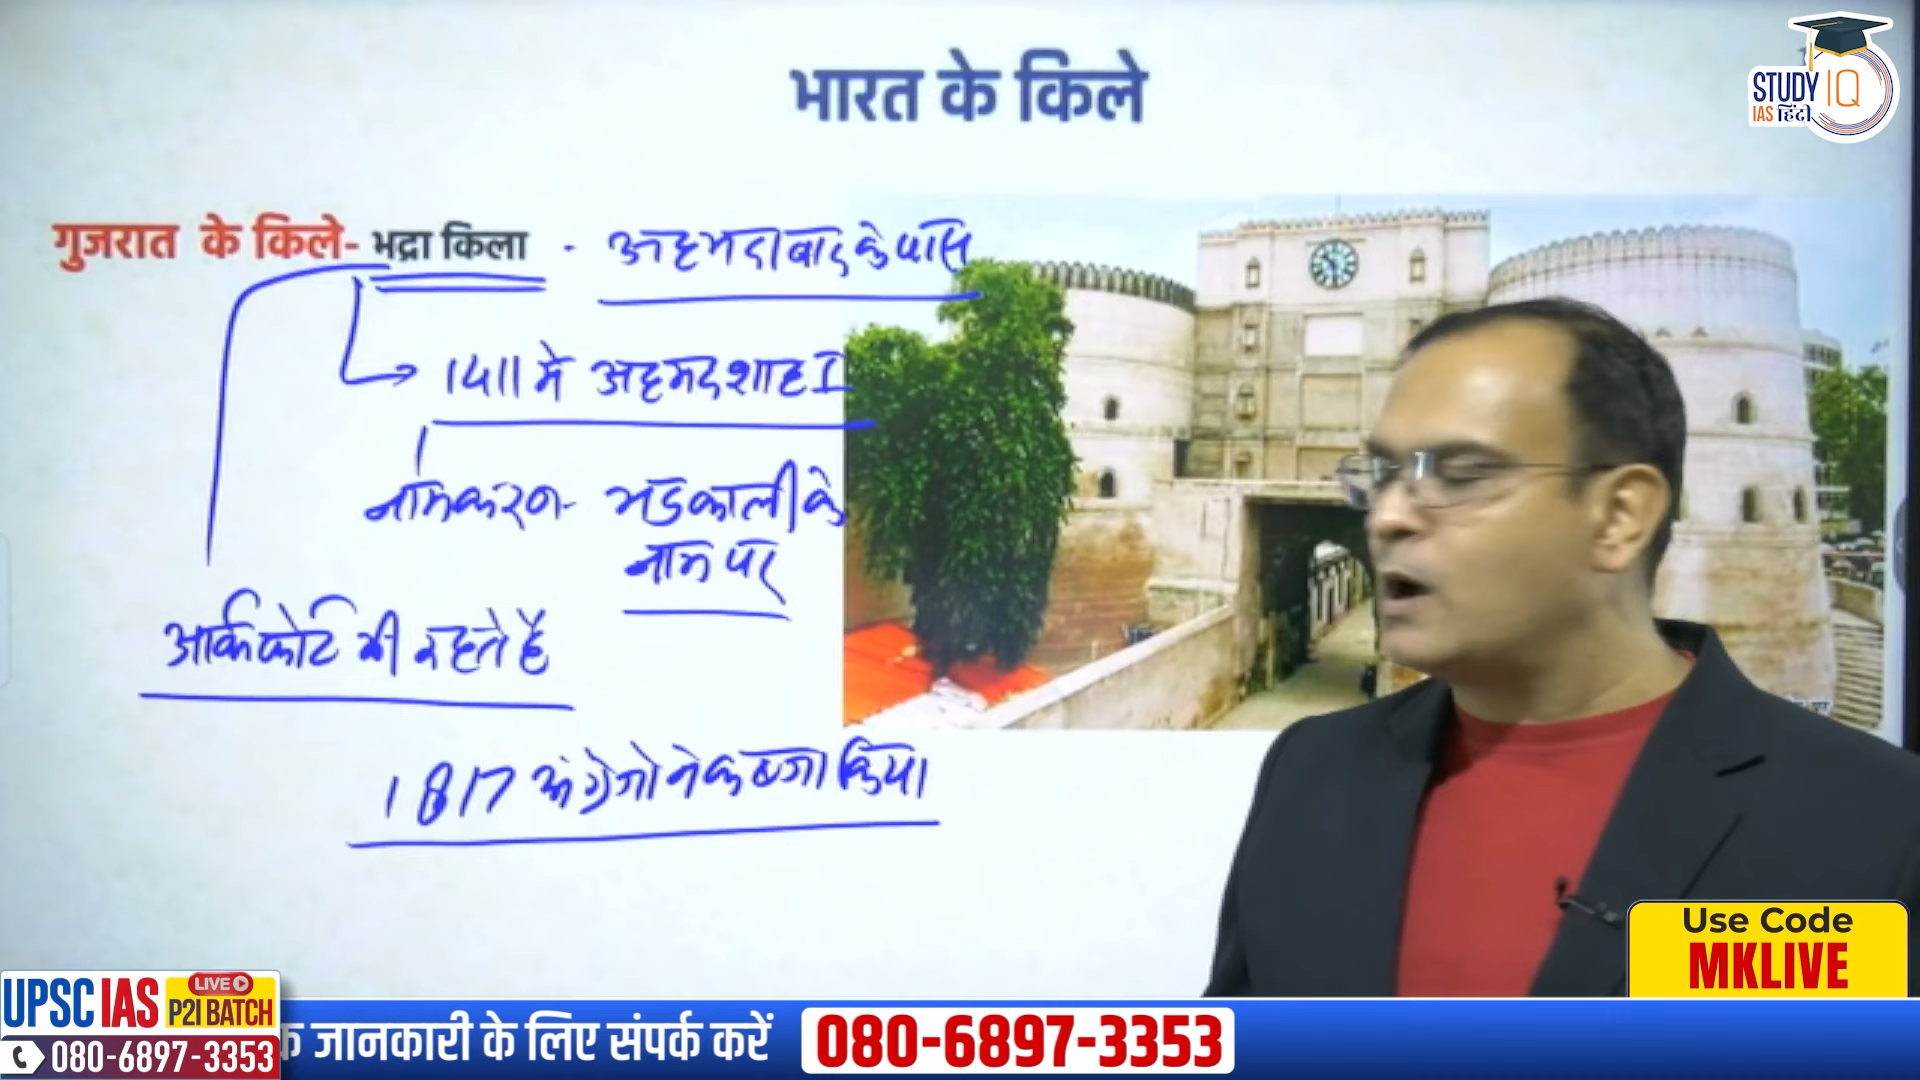 भारत के किले
STUDY IQ
IAS हिंदी
गुजरात के किले- भद्रा किला - अहमदाबाद के पास
1411 में अहमदशाह I
नामकरण- भद्रकाली के
नाम पर
आर्क फोर्ट भी कहते हैं
1817 अंग्रेजो ने कब्जा किया
Use Code
MKLIVE
UPSC IAS LIVE P2I BATCH
080-6897-3353
क जानकारी के लिए संपर्क करें 080-6897-3353